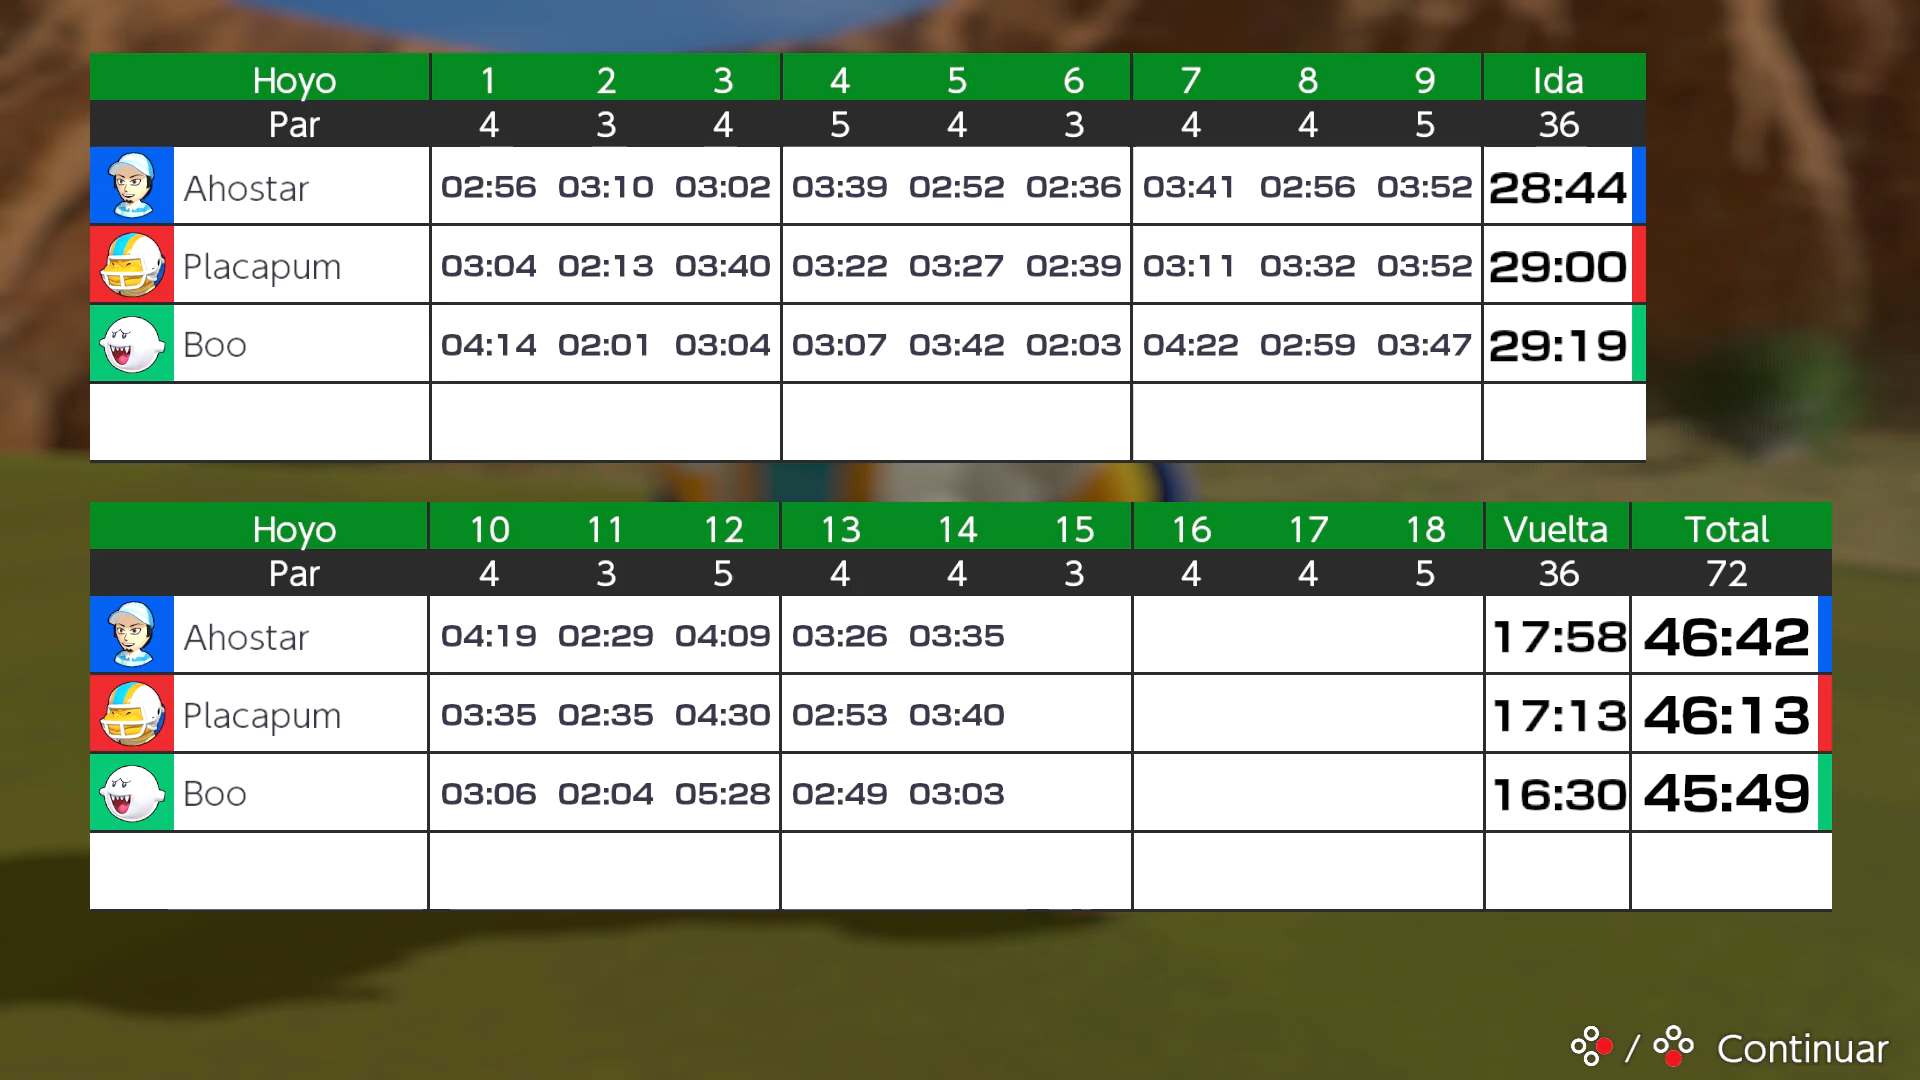 Hoyo 1 2 3 4 5 6 7 8 9 Ida
Par 4 3 4 5 4 3 4 4 5 36
Ahostar 02:56 03:10 03:02 03:39 02:52 02:36 03:41 02:56 03:52 28:44
Placapum 03:04 02:13 03:40 03:22 03:27 02:39 03:11 03:32 03:52 29:00
Boo 04:14 02:01 03:04 03:07 03:42 02:03 04:22 02:59 03:47 29:19
Hoyo 10 11 12 13 14 15 16 17 18 Vuelta Total
Par 4 3 5 4 4 3 4 4 5 36 72
Ahostar 04:19 02:29 04:09 03:26 03:35 17:58 46:42
Placapum 03:35 02:35 04:30 02:53 03:40 17:13 46:13
Boo 03:06 02:04 05:28 02:49 03:03 16:30 45:49
/ Continuar